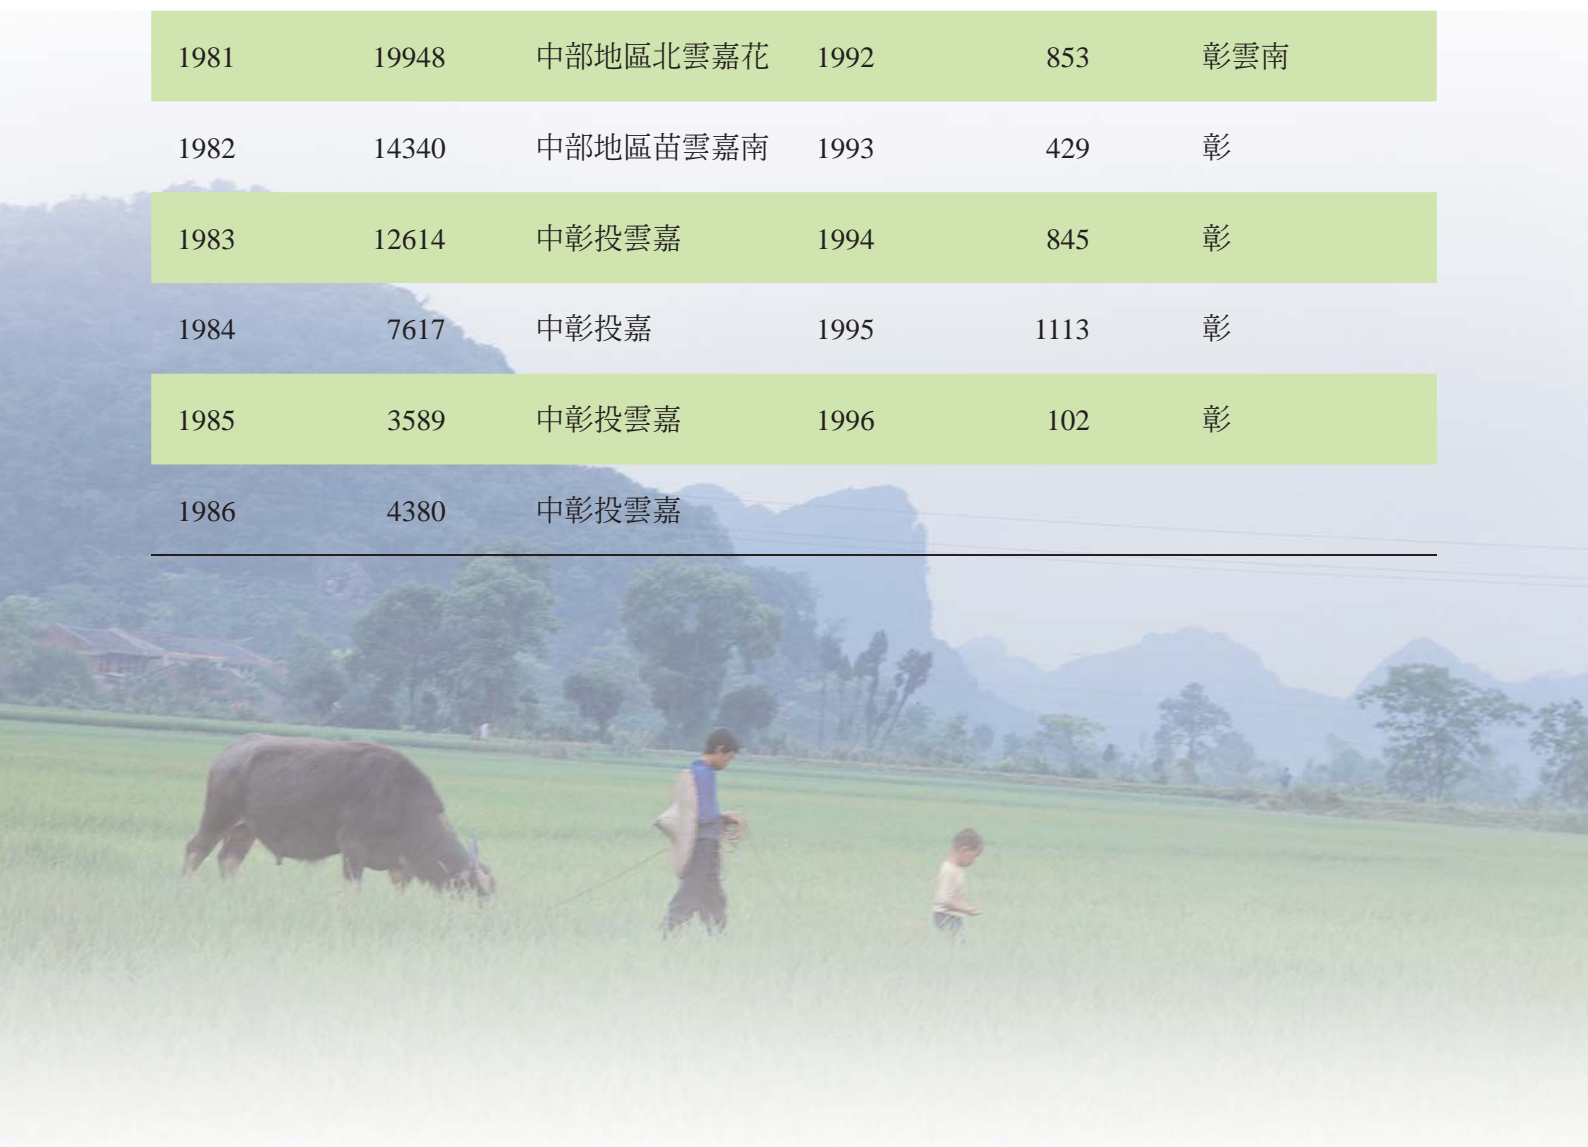 1981 19948 中部地區北雲嘉花 1992 853 彰雲南
1982 14340 中部地區苗雲嘉南 1993 429 彰
1983 12614 中彰投雲嘉 1994 845 彰
1984 7617 中彰投嘉 1995 1113 彰
1985 3589 中彰投雲嘉 1996 102 彰
1986 4380 中彰投雲嘉